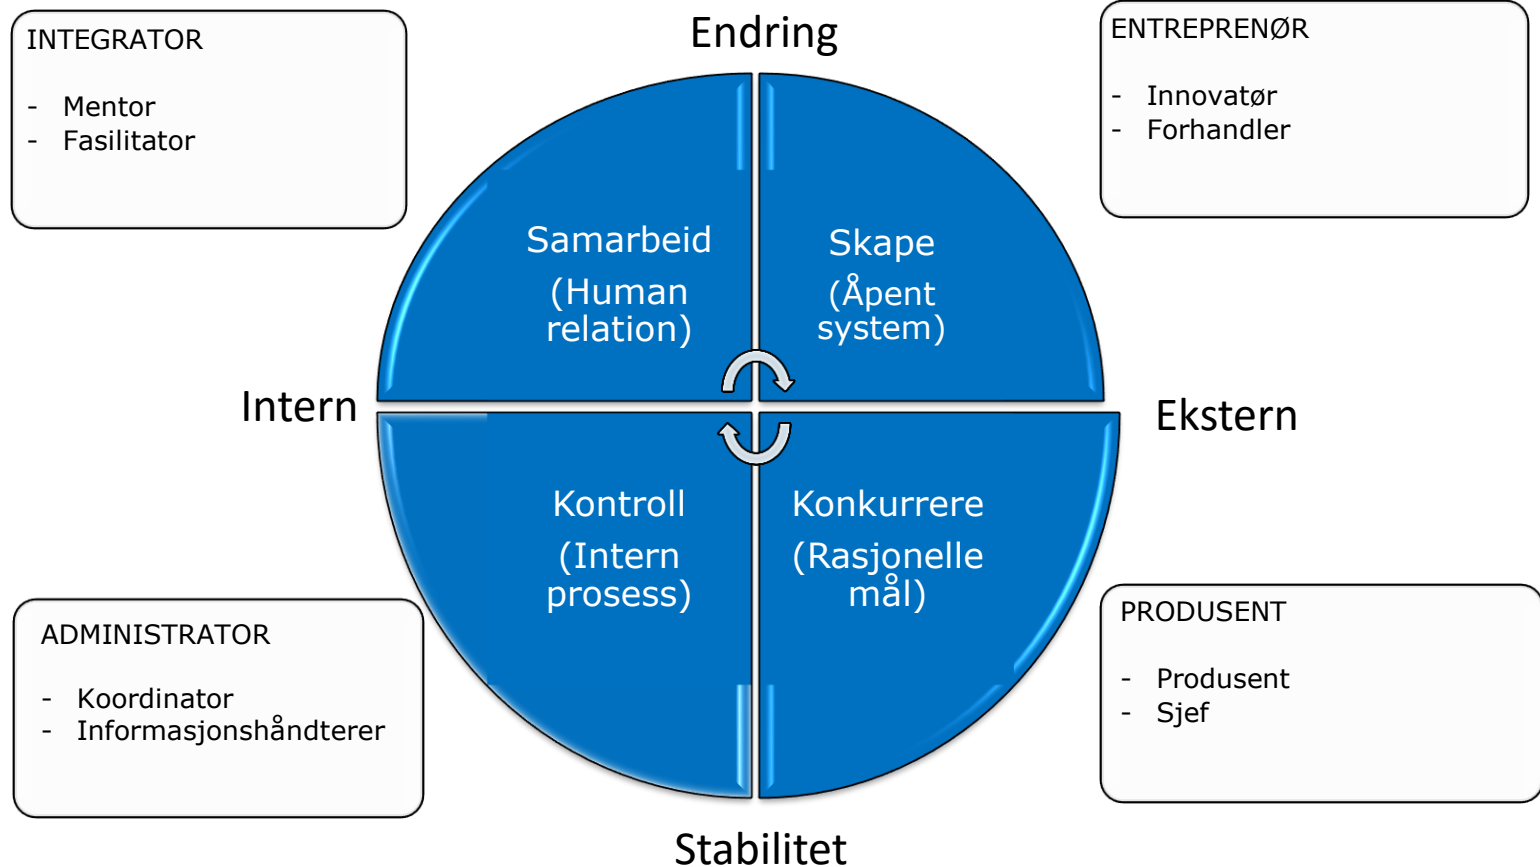 Endring
INTEGRATOR
- Mentor
- Fasilitator
ENTREPRENØR
- Innovatør
- Forhandler
Samarbeid
(Human
relation)
Skape
(Åpent
system)
Intern
Ekstern
Kontroll
(Intern
prosess)
Konkurrere
(Rasjonelle
mål)
ADMINISTRATOR
- Koordinator
- Informasjonshåndterer
PRODUSENT
- Produsent
- Sjef
Stabilitet